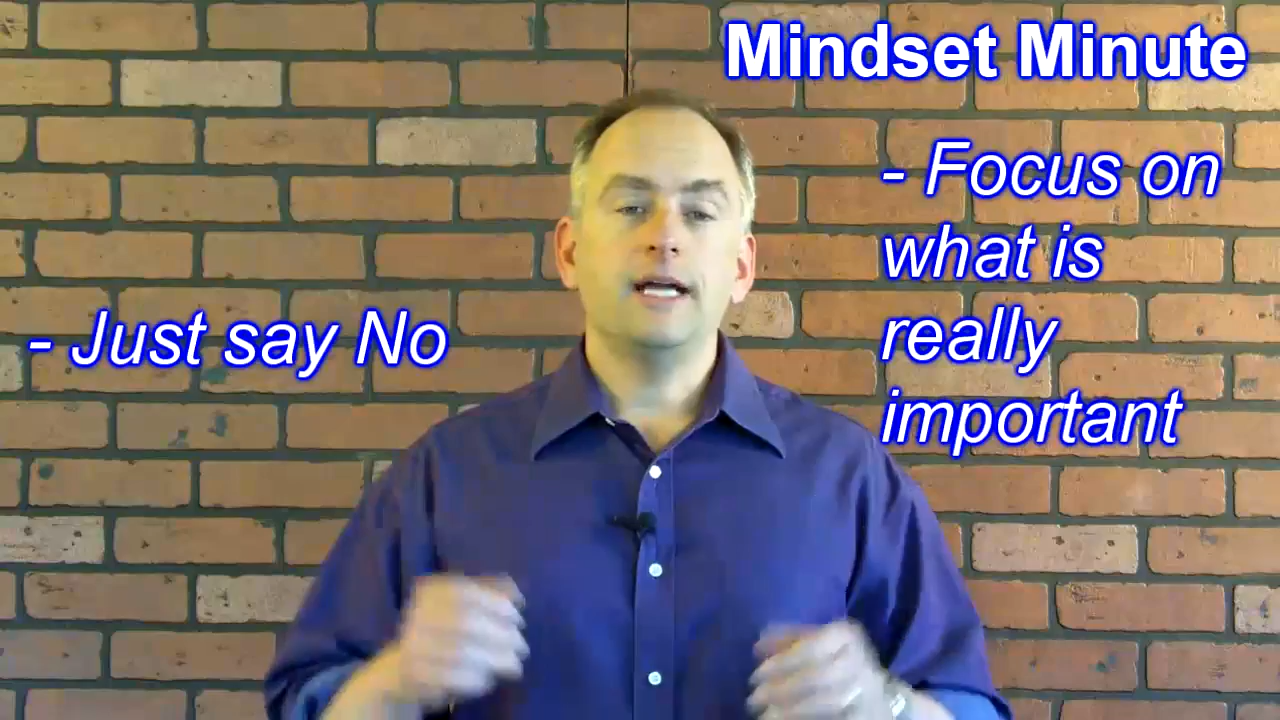 Mindset Minute
- Focus on
what is
really
important
- Just say No